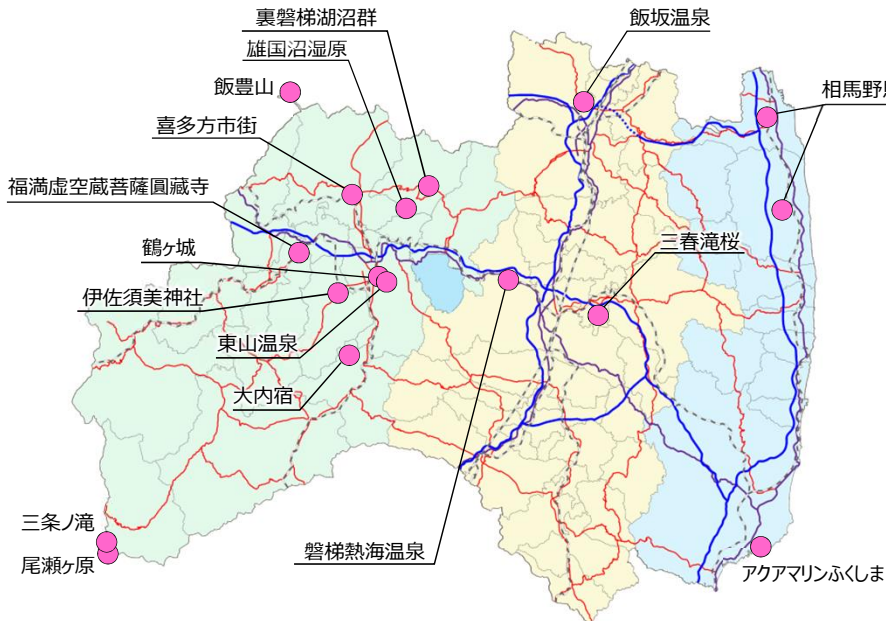 裏磐梯湖沼群
飯坂温泉
雄国沼湿原
飯豊山
相馬野
喜多方市街
福満虚空蔵菩薩圓藏寺
鶴ヶ城
三春滝桜
伊佐須美神社
東山温泉
大内宿
三条ノ滝
磐梯熱海温泉
尾瀬ヶ原
アクアマリンふくしま